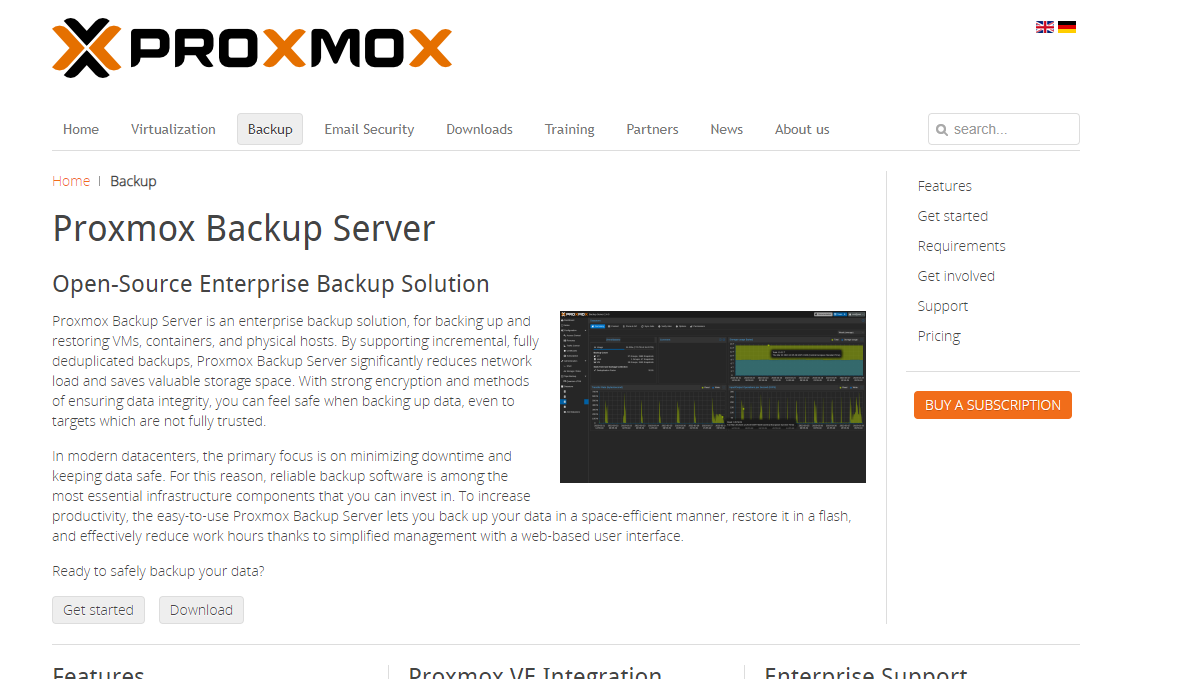 PROXMOX
Home Virtualization Backup Email Security Downloads Training Partners News About us search...
Home | Backup
Proxmox Backup Server
Open-Source Enterprise Backup Solution
Proxmox Backup Server is an enterprise backup solution, for backing up and
restoring VMs, containers, and physical hosts. By supporting incremental, fully
deduplicated backups, Proxmox Backup Server significantly reduces network
load and saves valuable storage space. With strong encryption and methods
of ensuring data integrity, you can feel safe when backing up data, even to
targets which are not fully trusted.
In modern datacenters, the primary focus is on minimizing downtime and
keeping data safe. For this reason, reliable backup software is among the
most essential infrastructure components that you can invest in. To increase
productivity, the easy-to-use Proxmox Backup Server lets you back up your data in a space-efficient manner, restore it in a flash,
and effectively reduce work hours thanks to simplified management with a web-based user interface.
Ready to safely backup your data?
Get started Download
Features
Get started
Requirements
Get involved
Support
Pricing
BUY A SUBSCRIPTION
Features Proxmox VE Integration Enterprise Support